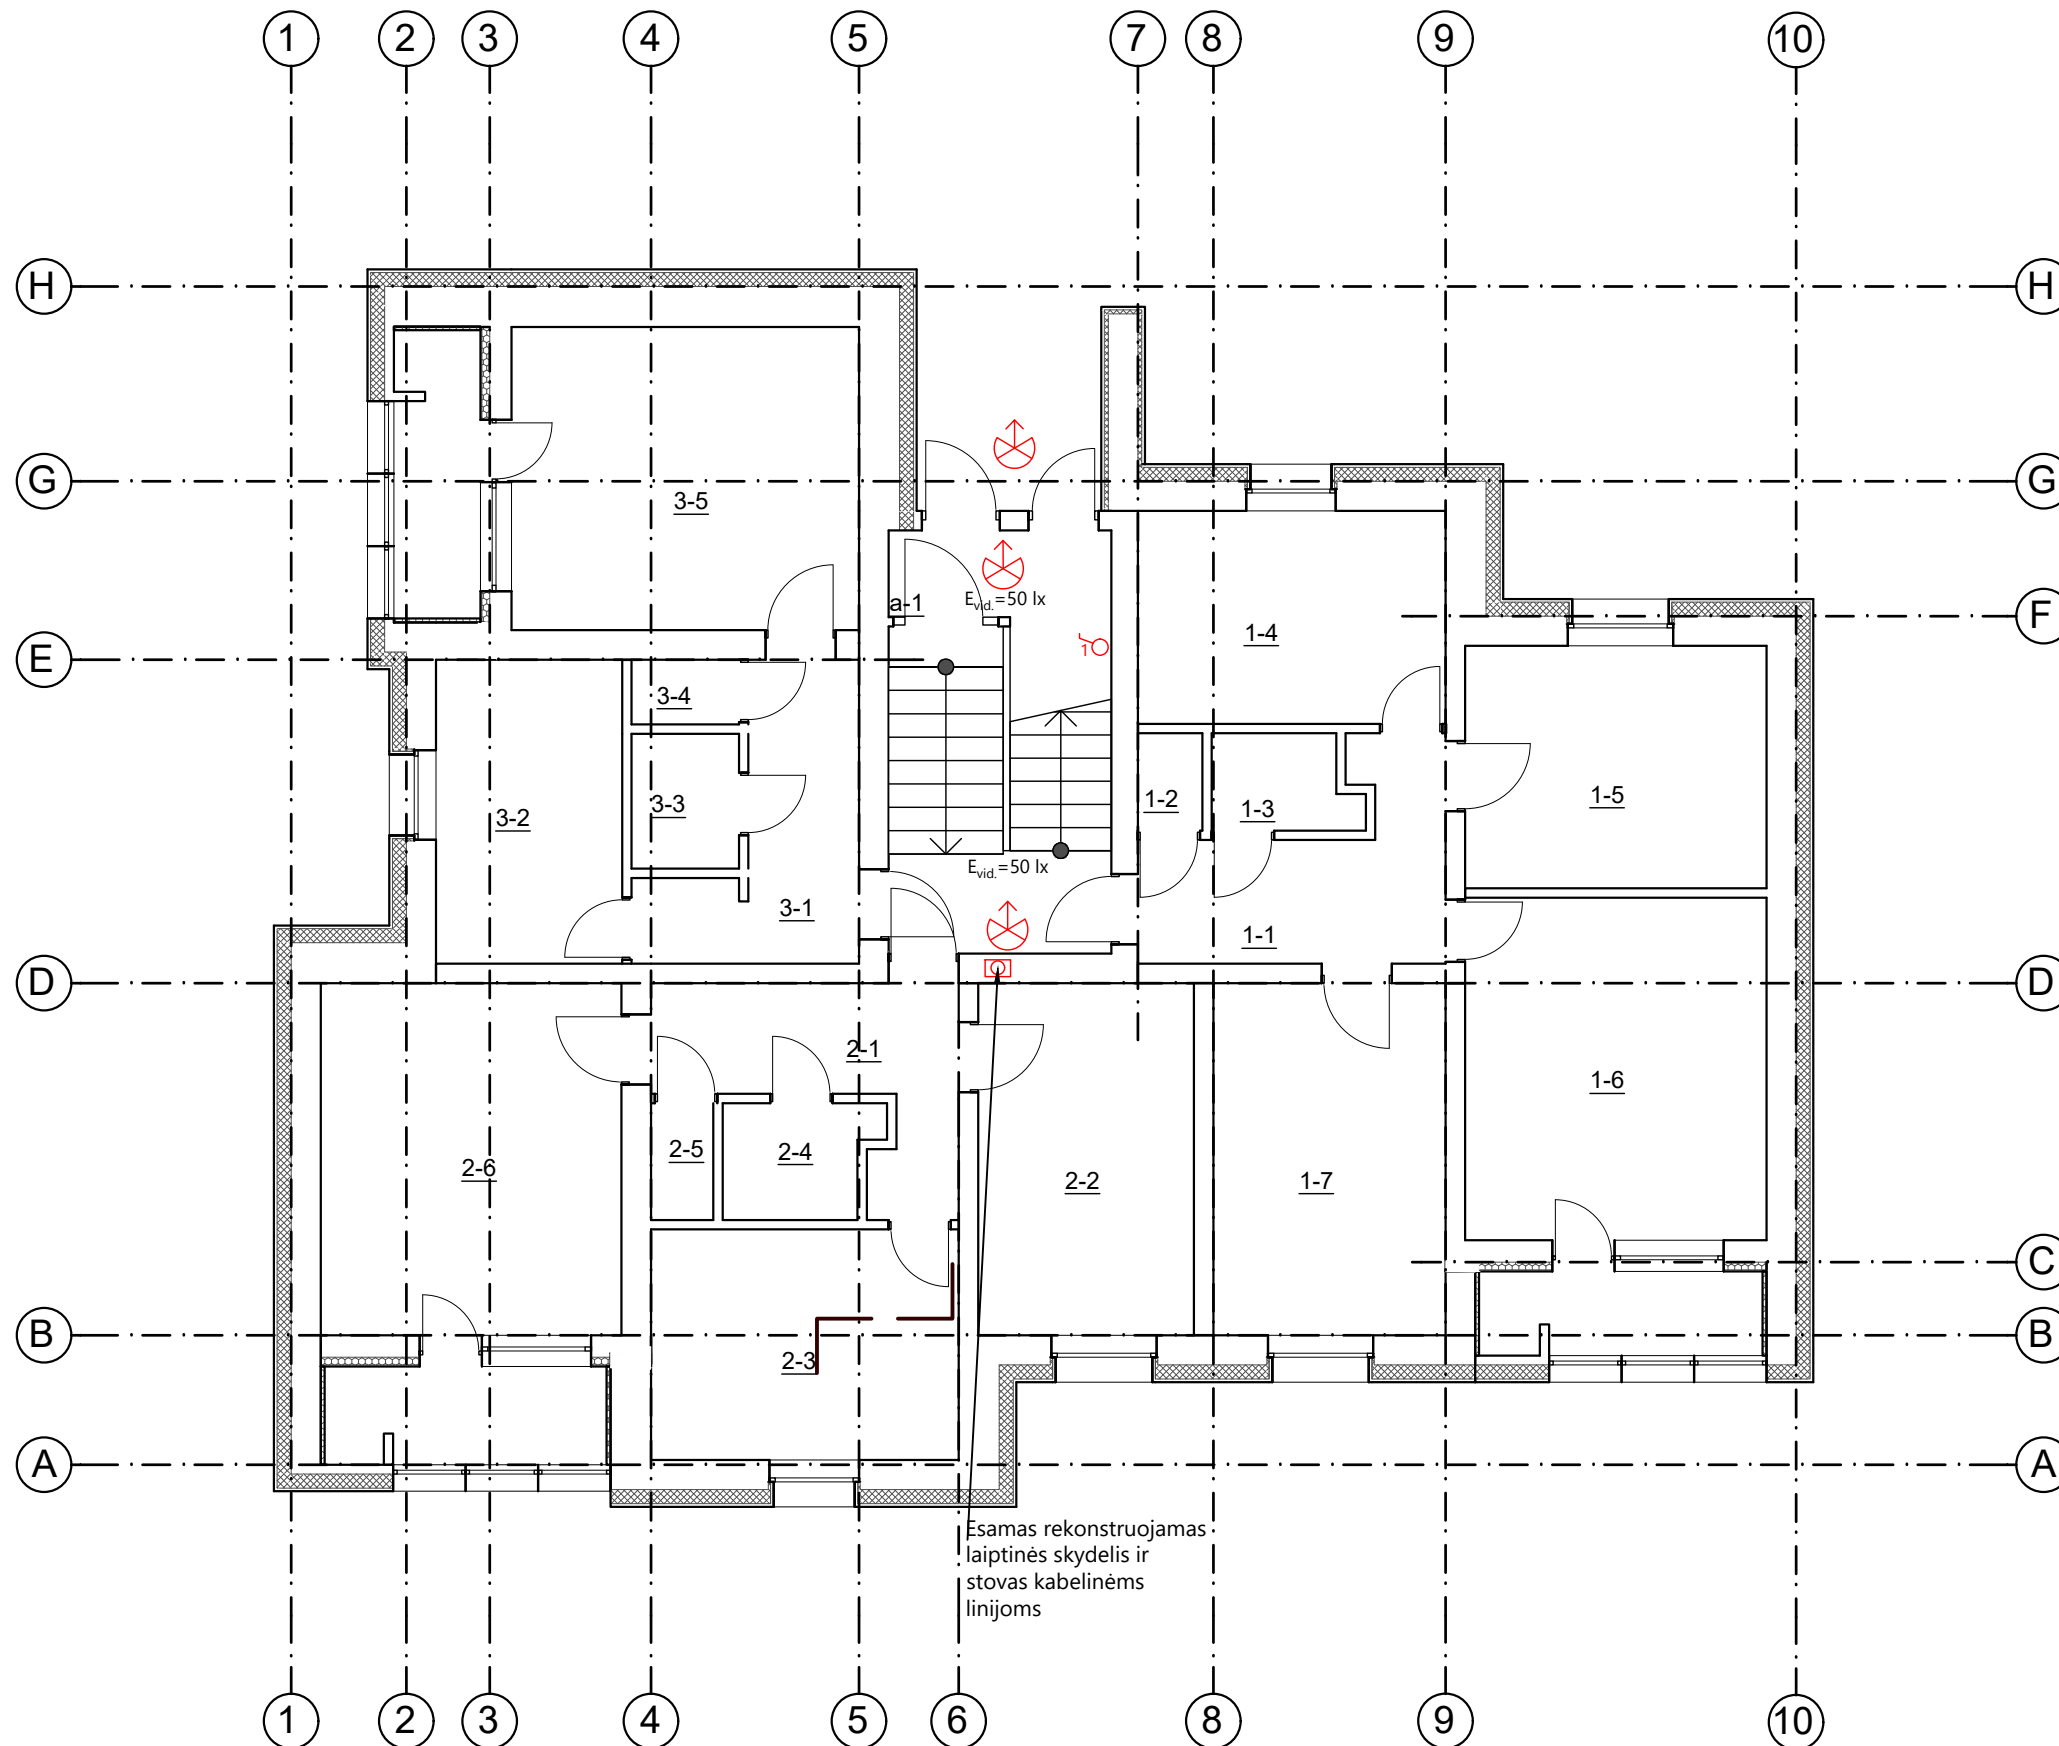 1 2 3 4 5 7 8 9 10
H H
G G
3-5
a-1
E_vid.=50 lx
F
1-4
1
E
3-4
1-5
3-3
1-2
1-3
3-2
E_vid.=50 lx
3-1
1-1
D D
2-1
1-6
2-5
2-4
2-6
2-2
1-7
C
B B
2-3
A A
Esamas rekonstruojamas
laiptinės skydelis ir
stovas kabelinėms
linijoms
1 2 3 4 5 6 8 9 10